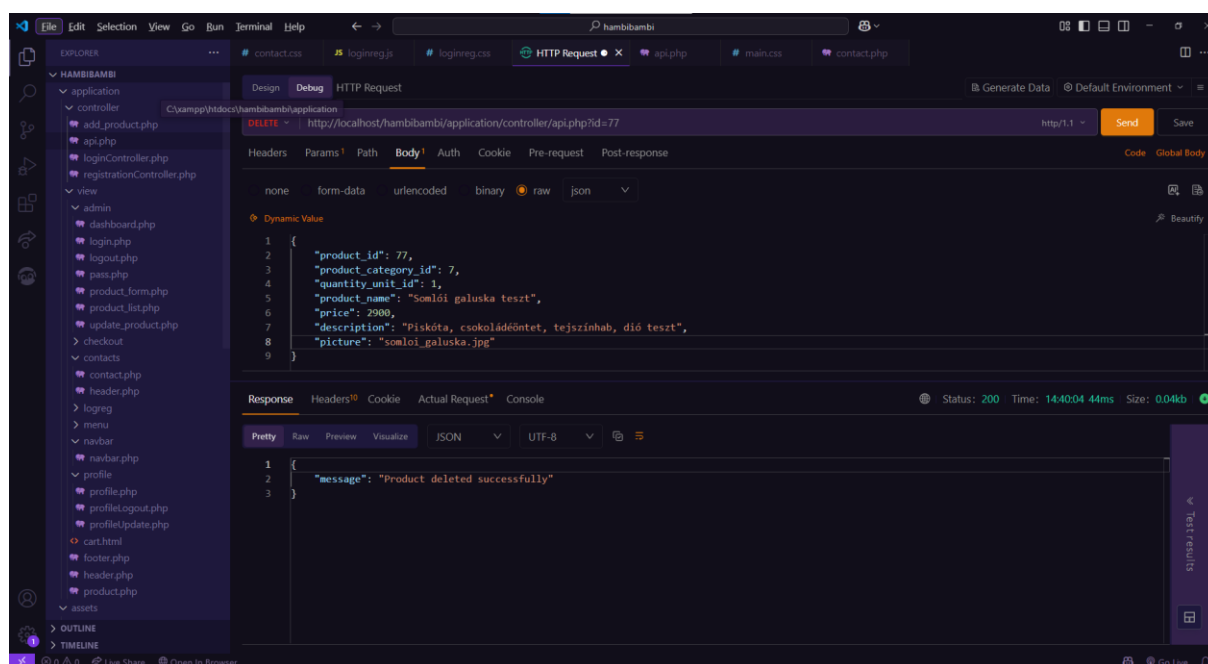 File Edit Selection View Go Run Terminal Help hambibambi
EXPLORER
# contact.css JS loginreg.js # loginreg.css HTTP Request api.php # main.css contact.php
HAMBIBAMBI
application
controller
C:\xampp\htdocs\hambibambi\application
add_product.php
api.php
loginController.php
registrationController.php
view
admin
dashboard.php
login.php
logout.php
pass.php
product_form.php
product_list.php
update_product.php
checkout
contacts
contact.php
header.php
logreg
menu
navbar
navbar.php
profile
profile.php
profileLogout.php
profileUpdate.php
cart.html
footer.php
header.php
product.php
assets
OUTLINE
TIMELINE
Design Debug HTTP Request Generate Data Default Environment
DELETE http://localhost/hambibambi/application/controller/api.php?id=77 http/1.1 Send Save
Headers Params 1 Path Body 1 Auth Cookie Pre-request Post-response Code Global Body
none form-data urlencoded binary raw json
Dynamic Value Beautify
1 {
2 "product_id": 77,
3 "product_category_id": 7,
4 "quantity_unit_id": 1,
5 "product_name": "Somlói galuska teszt",
6 "price": 2900,
7 "description": "Piskóta, csokoládéöntet, tejszínhab, dió teszt",
8 "picture": "somloi_galuska.jpg"
9 }
Response Headers 10 Cookie Actual Request Console Status: 200 Time: 14:40:04 44ms Size: 0.04kb
Pretty Raw Preview Visualize JSON UTF-8
1 {
2 "message": "Product deleted successfully"
3 }
Test results
1
0 0 Live Share Open In Browser Go Live